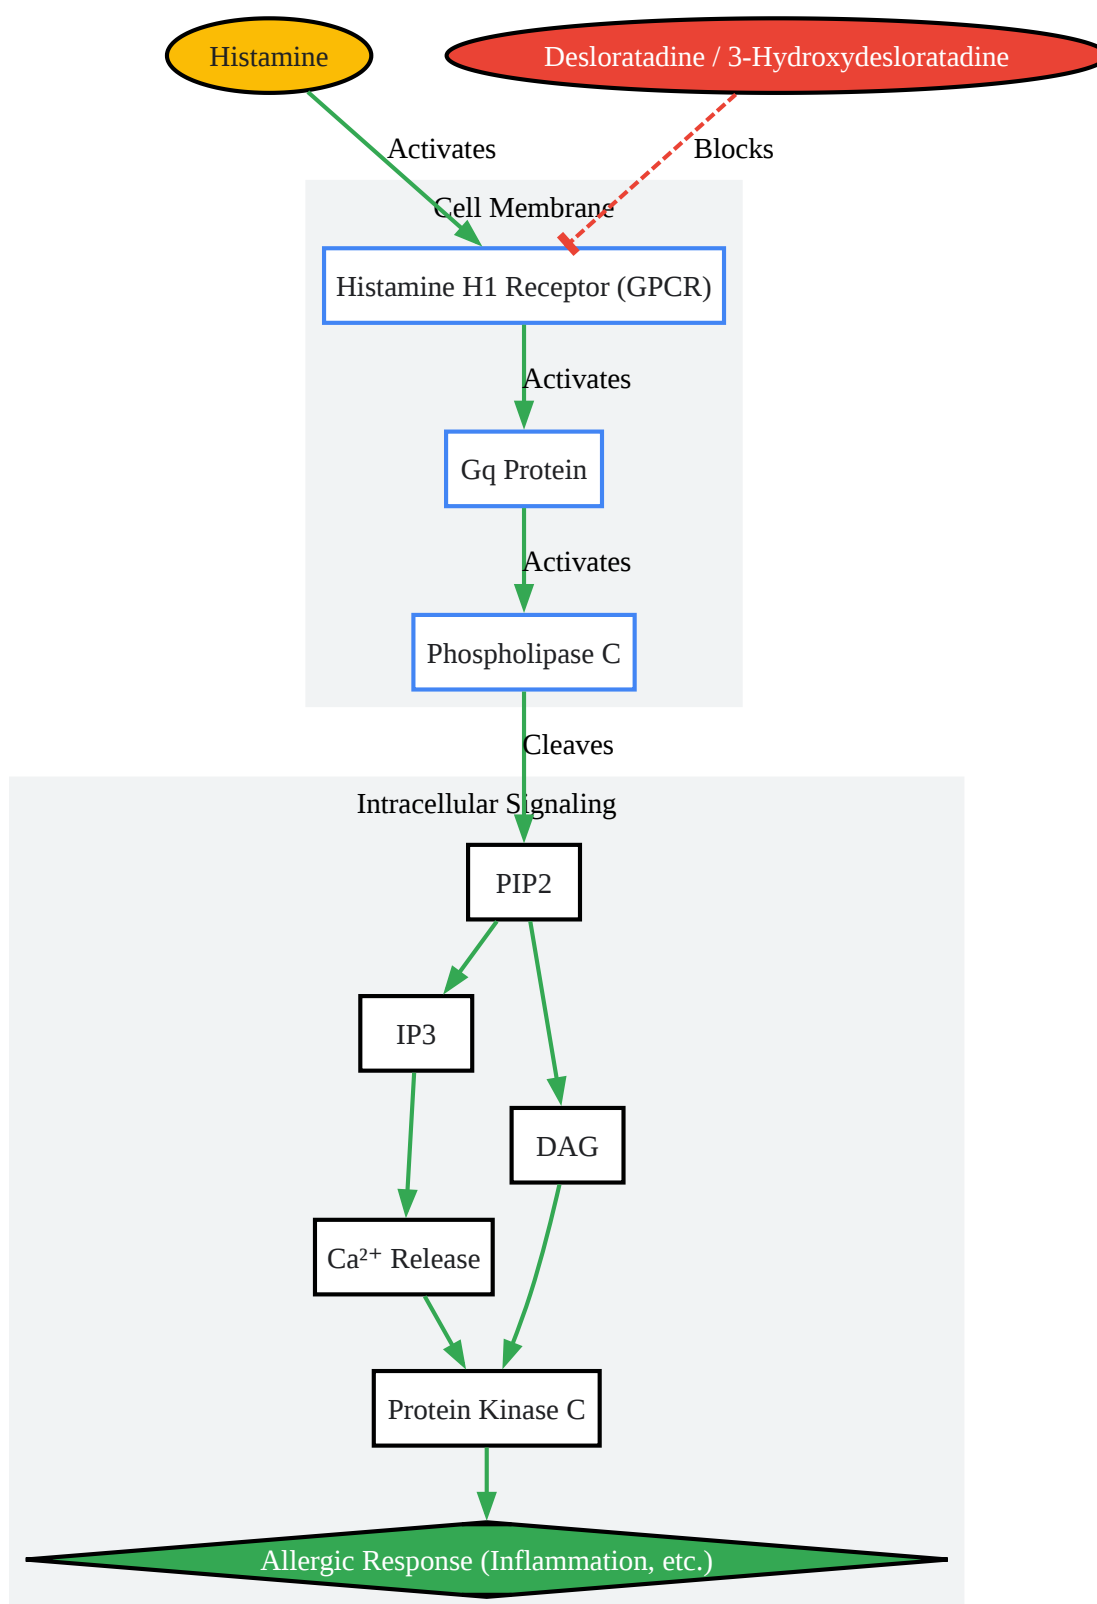 Histamine
Desloratadine / 3-Hydroxydesloratadine
Activates
Blocks
Cell Membrane
Histamine H1 Receptor (GPCR)
Activates
Gq Protein
Activates
Phospholipase C
Cleaves
Intracellular Signaling
PIP2
IP3
DAG
Ca²⁺ Release
Protein Kinase C
Allergic Response (Inflammation, etc.)